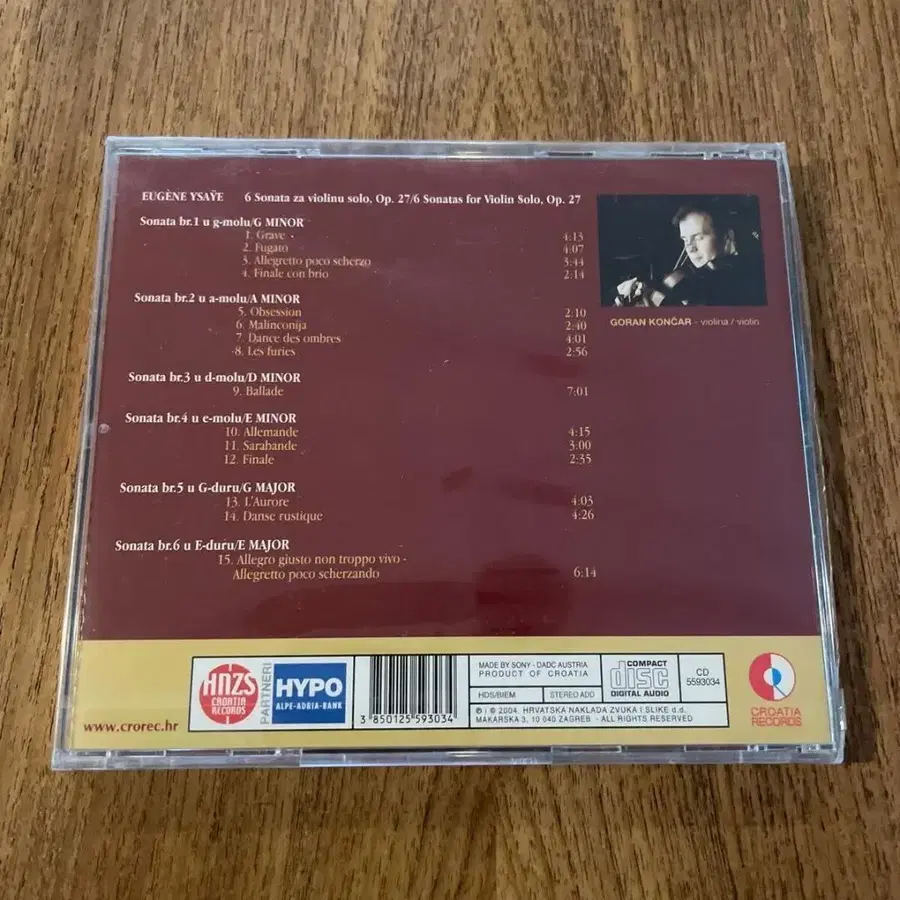 EUGÈNE YSAŸE 6 Sonata za violinu solo, Op. 27/6 Sonatas for Violin Solo, Op. 27
Sonata br.1 u g-molu/G MINOR
1. Grave 4:13
2. Fugato 4:07
3. Allegretto poco scherzo 3:44
4. Finale con brio 2:14
Sonata br.2 u a-molu/A MINOR
5. Obsession 2:10
6. Malinconija 2:40
7. Dance des ombres 4:01
8. Les furies 2:56
Sonata br.3 u d-molu/D MINOR
9. Ballade 7:01
Sonata br.4 u e-molu/E MINOR
10. Allemande 4:15
11. Sarabande 3:00
12. Finale 2:35
Sonata br.5 u G-duru/G MAJOR
13. L'Aurore 4:03
14. Danse rustique 4:26
Sonata br.6 u E-duru/E MAJOR
15. Allegro giusto non troppo vivo -
Allegretto poco scherzando 6:14
GORAN KONČAR - violina / violin
www.crorec.hr
HNZS
CROATIA
RECORDS
PARTNERI
HYPO
ALPE-ADRIA-BANK
3 850125 593034
MADE BY SONY - DADC AUSTRIA
PRODUCT OF CROATIA
HDS/BIEM STEREO ADD
COMPACT
disc
DIGITAL AUDIO
CD
5593034
℗ I © 2004. HRVATSKA NAKLADA ZVUKA I SLIKE d.d.
MAKARSKA 3, 10 040 ZAGREB. - ALL RIGHTS RESERVED
CROATIA
RECORDS